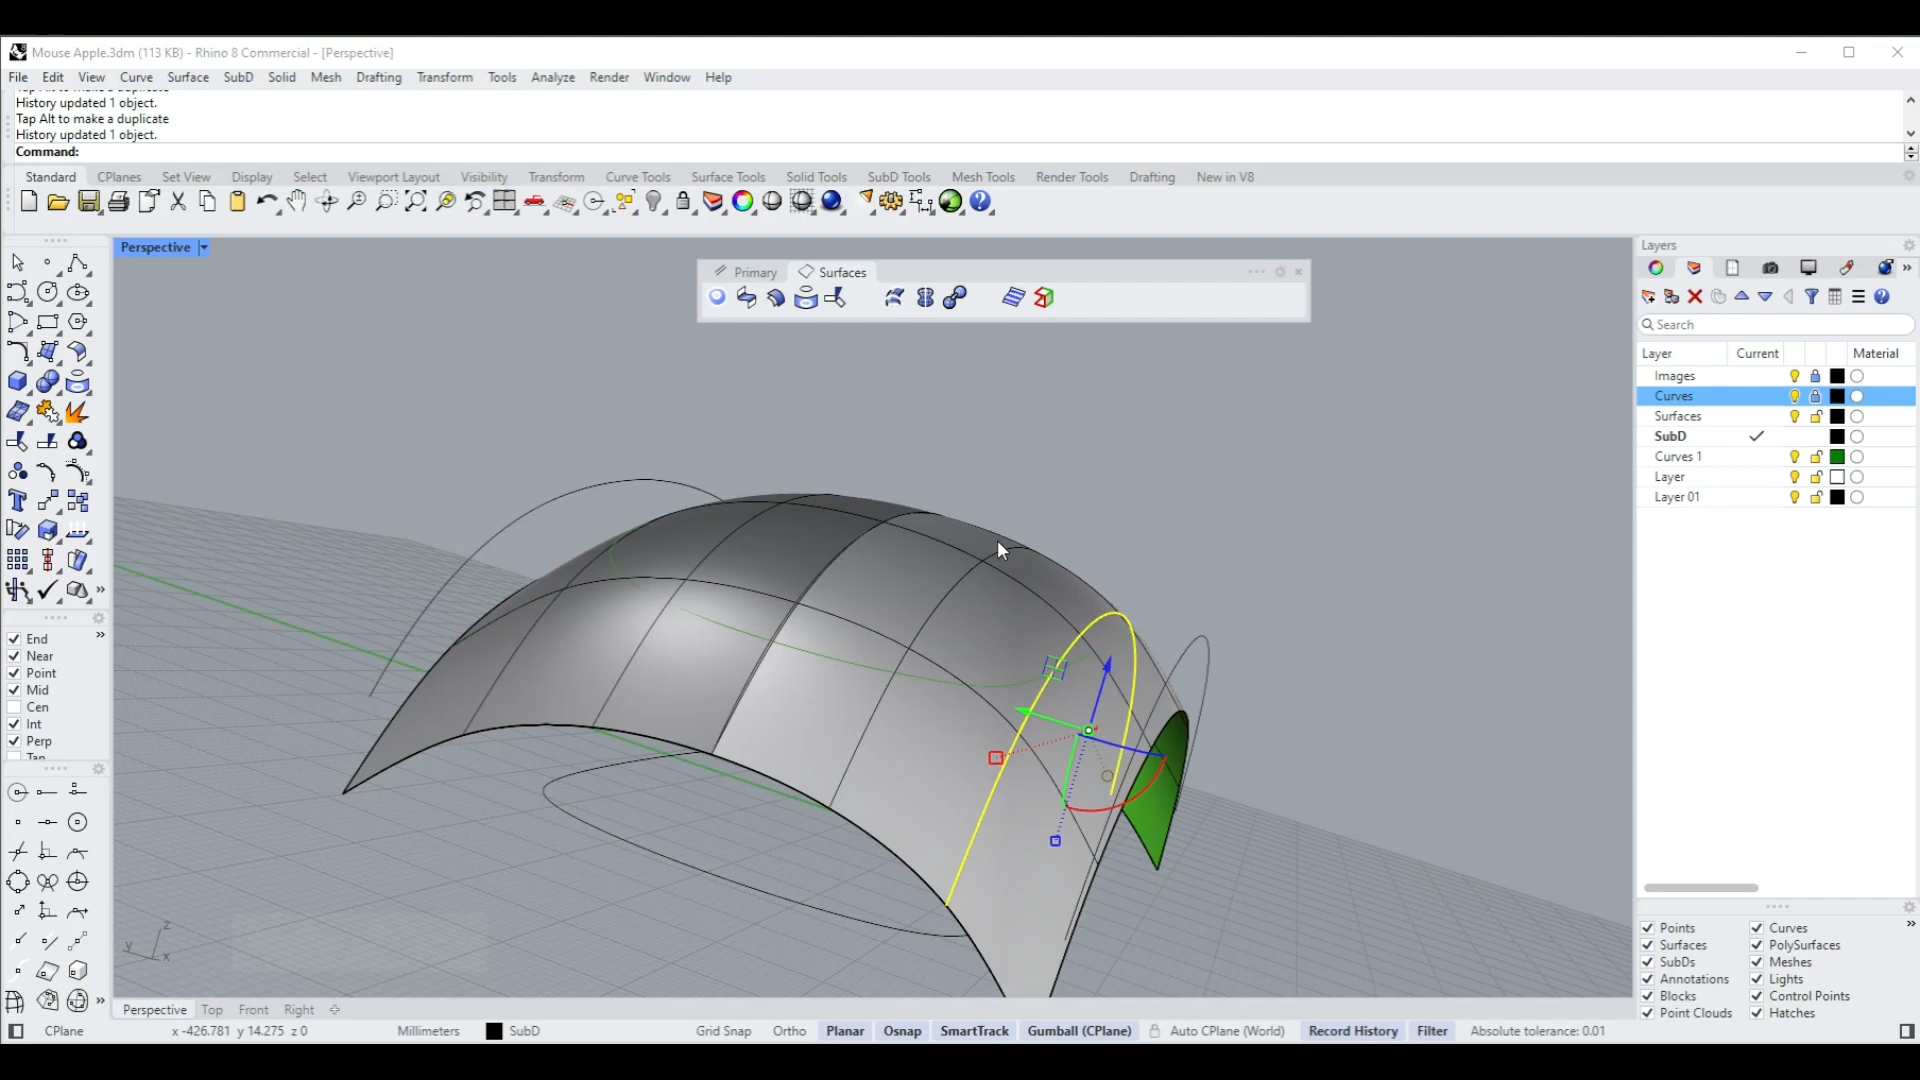 Mouse Apple.3dm (113 KB) - Rhino 8 Commercial - [Perspective]
File Edit View Curve Surface SubD Solid Mesh Drafting Transform Tools Analyze Render Window Help
Tap Alt to make a duplicate
History updated 1 object.
Tap Alt to make a duplicate
History updated 1 object.
Command:
Standard CPlanes Set View Display Select Viewport Layout Visibility Transform Curve Tools Surface Tools Solid Tools SubD Tools Mesh Tools Render Tools Drafting New in V8
Perspective
Primary Surfaces
Layers
Search
Layer Current Material
Images
Curves
Surfaces
SubD
Curves 1
Layer
Layer 01
End
Near
Point
Mid
Cen
Int
Perp
Tan
z
y
x
Points Curves
Surfaces PolySurfaces
SubDs Meshes
Annotations Lights
Blocks Control Points
Point Clouds Hatches
Perspective Top Front Right
CPlane x -426.781 y 14.275 z 0 Millimeters SubD Grid Snap Ortho Planar Osnap SmartTrack Gumball (CPlane) Auto CPlane (World) Record History Filter Absolute tolerance: 0.01